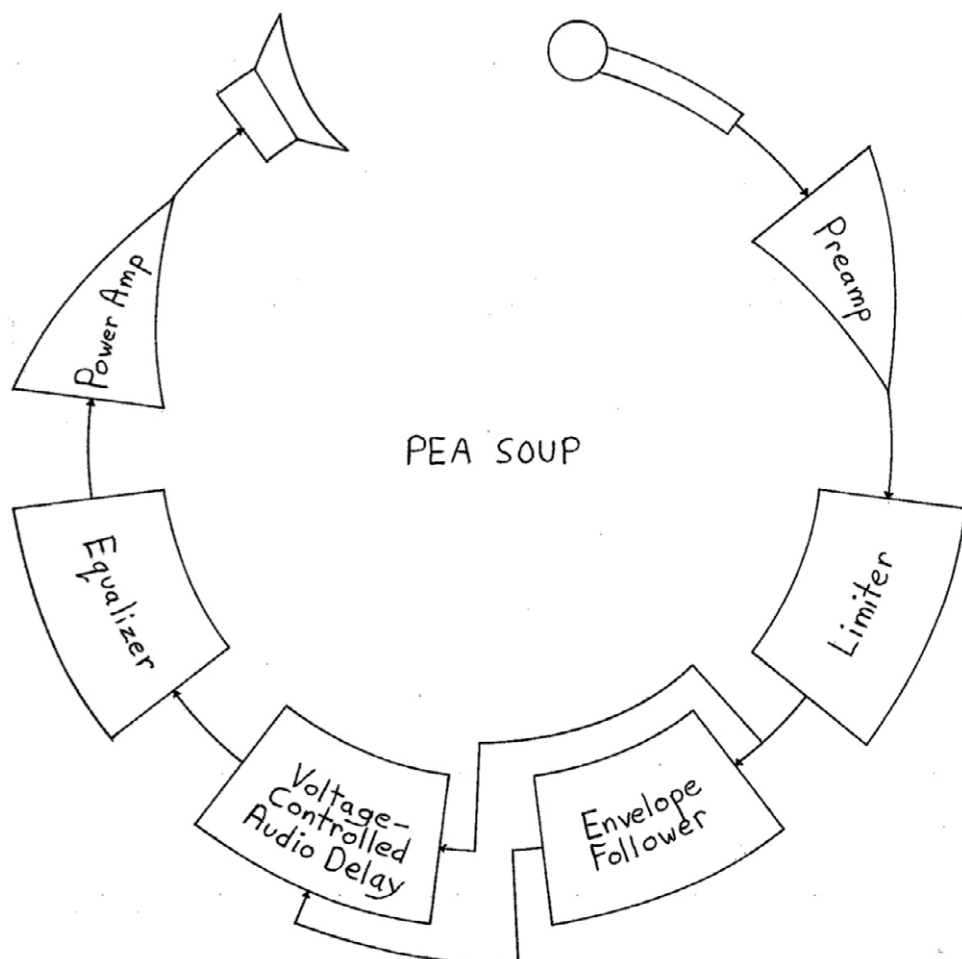 Preamp
Power Amp
PEA SOUP
Equalizer
Limiter
Voltage-
Controlled
Audio Delay
Envelope
Follower